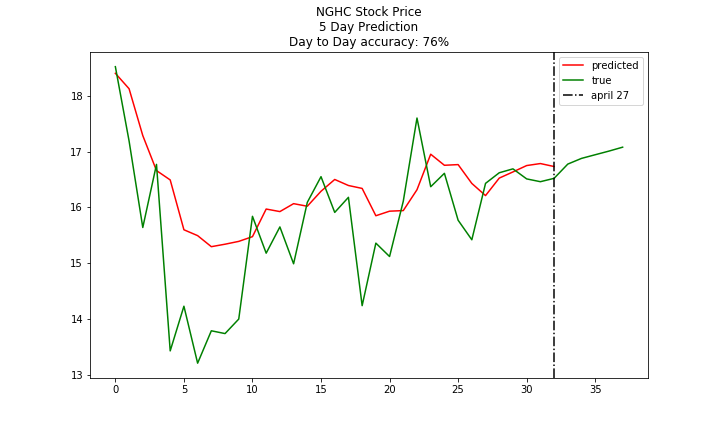 NGHC Stock Price
5 Day Prediction
Day to Day accuracy: 76%
predicted
true
april 27
18
17
16
15
14
13
0 5 10 15 20 25 30 35